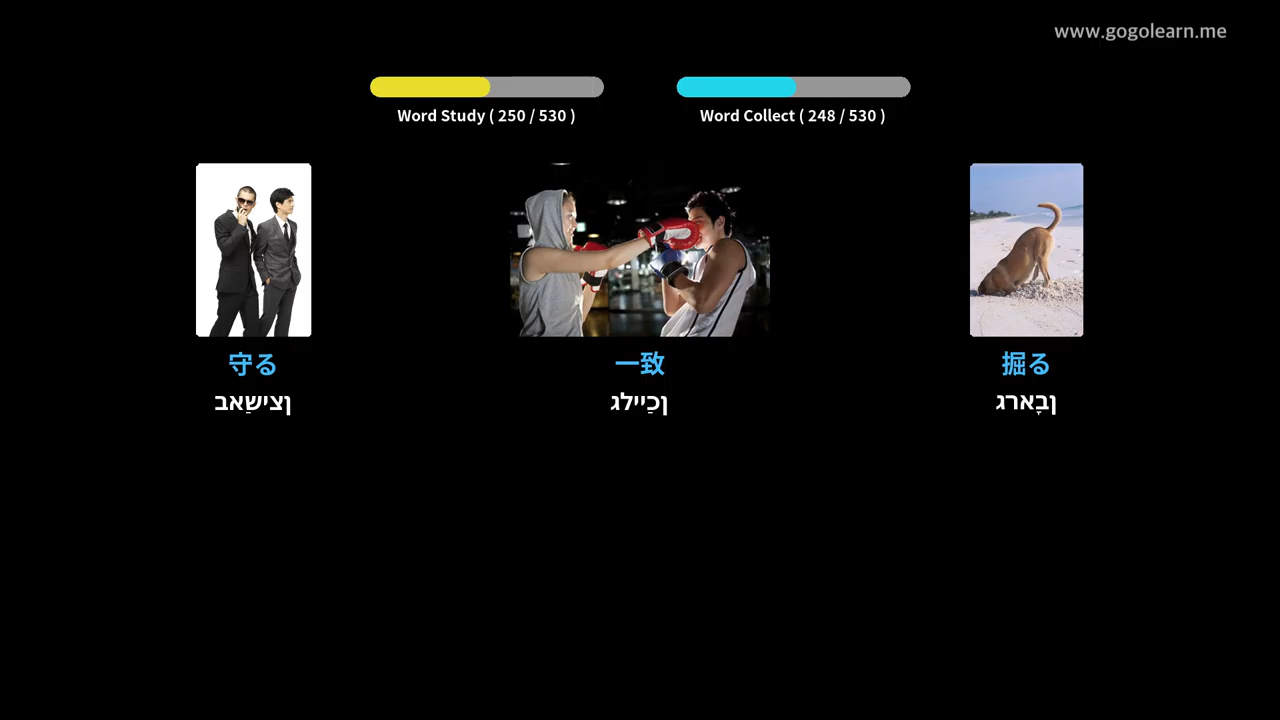 www.gogolearn.me
Word Study ( 250 / 530 )
Word Collect ( 248 / 530 )
守る
באַשיצן
一致
גלייַכן
掘る
גראָבן